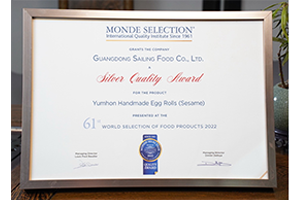 MONDE SELECTION®
International Quality Institute Since 1961
GRANTS THE COMPANY
GUANGDONG SAILING FOOD CO., LTD.
Silver Quality Award
FOR THE PRODUCT
Yumhon Handmade Egg Rolls (Sesame)
PRESENTED AT THE
61st WORLD SELECTION OF FOOD PRODUCTS 2022